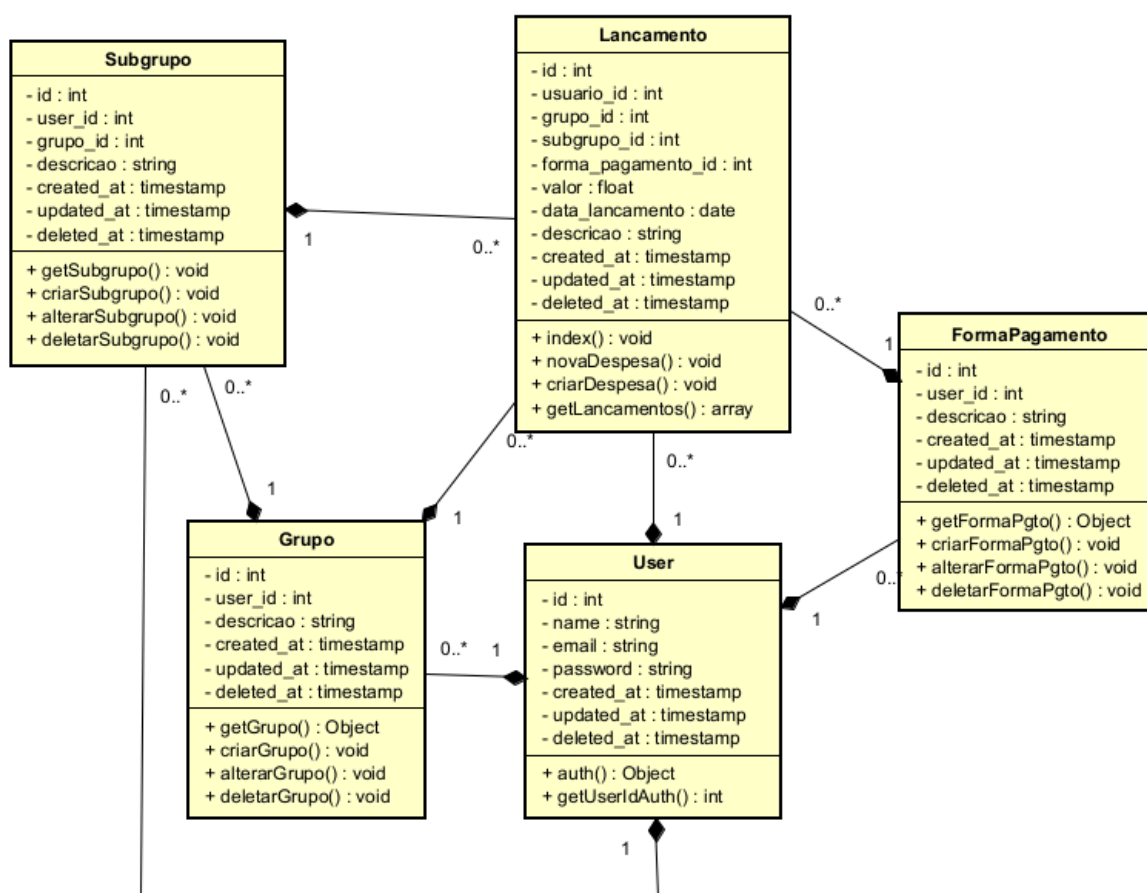 Subgrupo
- id : int
- user_id : int
- grupo_id : int
- descricao : string
- created_at : timestamp
- updated_at : timestamp
- deleted_at : timestamp
+ getSubgrupo() : void
+ criarSubgrupo() : void
+ alterarSubgrupo() : void
+ deletarSubgrupo() : void
Lancamento
- id : int
- usuario_id : int
- grupo_id : int
- subgrupo_id : int
- forma_pagamento_id : int
- valor : float
- data_lancamento : date
- descricao : string
- created_at : timestamp
- updated_at : timestamp
- deleted_at : timestamp
+ index() : void
+ novaDespesa() : void
+ criarDespesa() : void
+ getLancamentos() : array
1
0..*
0..*
1
FormaPagamento
- id : int
- user_id : int
- descricao : string
- created_at : timestamp
- updated_at : timestamp
- deleted_at : timestamp
+ getFormaPgto() : Object
+ criarFormaPgto() : void
+ alterarFormaPgto() : void
+ deletarFormaPgto() : void
0..*
0..*
1
0..*
1
0..*
1
0..*
1
Grupo
- id : int
- user_id : int
- descricao : string
- created_at : timestamp
- updated_at : timestamp
- deleted_at : timestamp
+ getGrupo() : Object
+ criarGrupo() : void
+ alterarGrupo() : void
+ deletarGrupo() : void
0..*
1
User
- id : int
- name : string
- email : string
- password : string
- created_at : timestamp
- updated_at : timestamp
- deleted_at : timestamp
+ auth() : Object
+ getUserIdAuth() : int
1